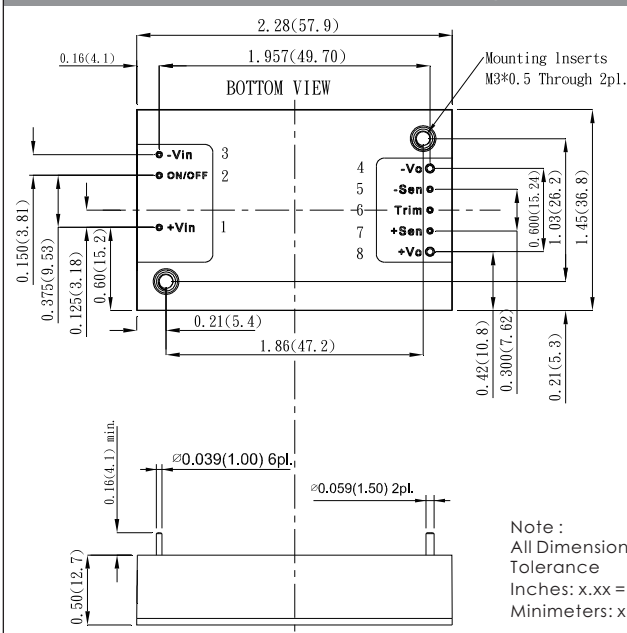 2.28(57.9)
0.16(4.1)
1.957(49.70)
Mounting Inserts
M3*0.5 Through 2pl.
BOTTOM VIEW
-Vin 3
ON/OFF 2
+Vin 1
4 -Vo
5 -Sen
6 Trim
7 +Sen
8 +Vo
0.150(3.81)
0.375(9.53)
0.125(3.18)
0.60(15.2)
0.600(15.24)
1.03(26.2)
1.45(36.8)
0.21(5.4)
1.86(47.2)
0.42(10.8)
0.300(7.62)
0.21(5.3)
0.16(4.1) min.
⌀0.039(1.00) 6pl.
⌀0.059(1.50) 2pl.
0.50(12.7)
Note :
All Dimension
Tolerance
Inches: x.xx =
Minimeters: x